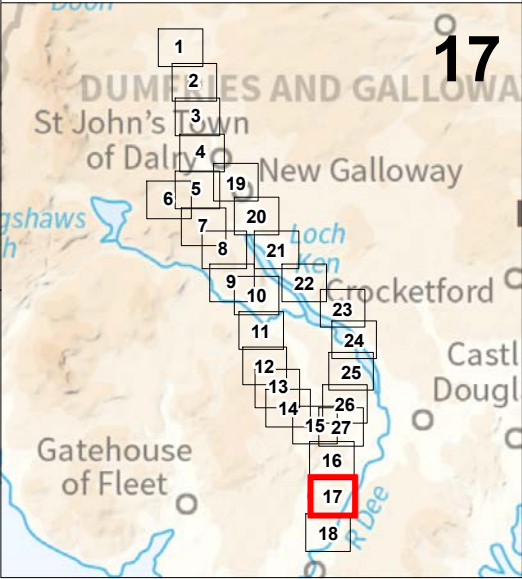 Doon
17
1
2
DUMFRIES AND GALLOWA
3
St John's Town
of Dalry
4
New Galloway
5
19
6
20
gshaws
h
7
Loch
Ken
8
21
9
22
10
Crocketford
23
11
24
Castl
Dougl
12
25
13
14
26
15
27
Gatehouse
of Fleet
16
17
R Dee
18